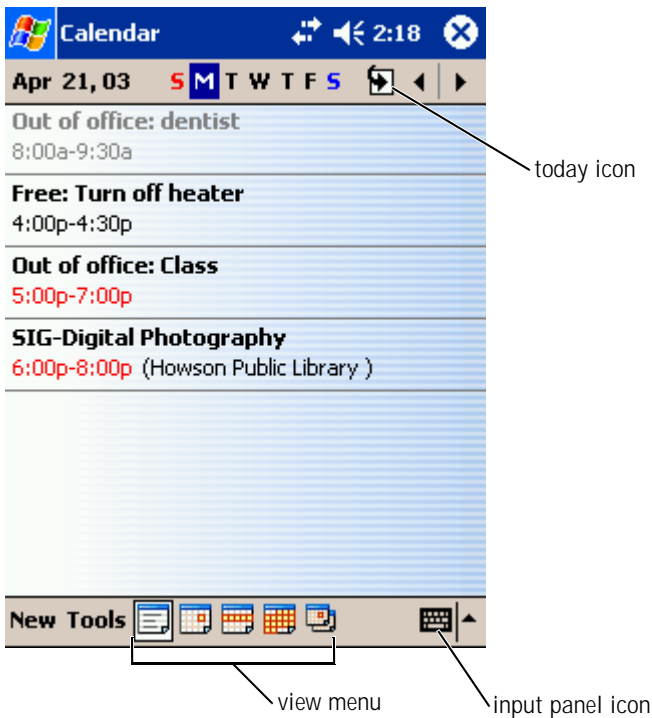 Calendar 2:18
Apr 21, 03 S M T W T F S
today icon
Out of office: dentist
8:00a-9:30a
Free: Turn off heater
4:00p-4:30p
Out of office: Class
5:00p-7:00p
SIG-Digital Photography
6:00p-8:00p (Howson Public Library )
New Tools
view menu
input panel icon